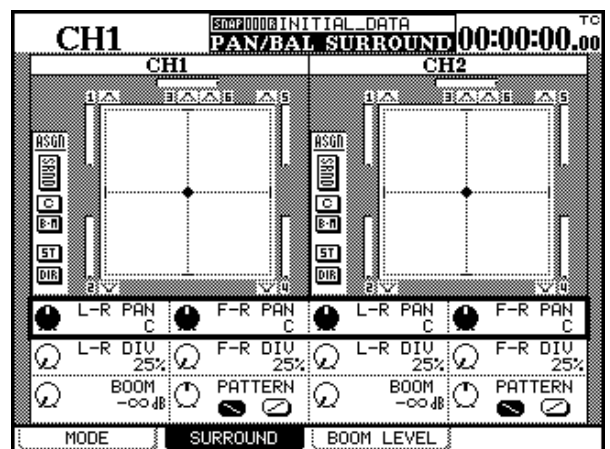 SNAP000B INITIAL_DATA
TC
CH1
PAN/BAL SURROUND
00:00:00.00
CH1 CH2
1 3 6 5 1 3 6 5
ASGN ASGN
SRND SRND
C C
B-M B-M
ST ST
DIR DIR
2 4 2 4
L-R PAN F-R PAN L-R PAN F-R PAN
C C C C
L-R DIV F-R DIV L-R DIV F-R DIV
25% 25% 25% 25%
BOOM PATTERN BOOM PATTERN
-∞dB -∞dB
MODE SURROUND BOOM LEVEL